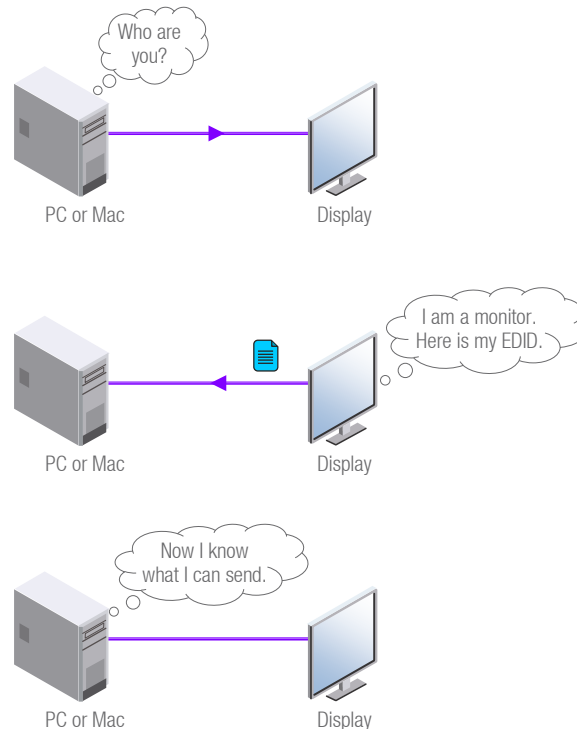 Who are
you?
PC or Mac
Display
I am a monitor.
Here is my EDID.
PC or Mac
Display
Now I know
what I can send.
PC or Mac
Display